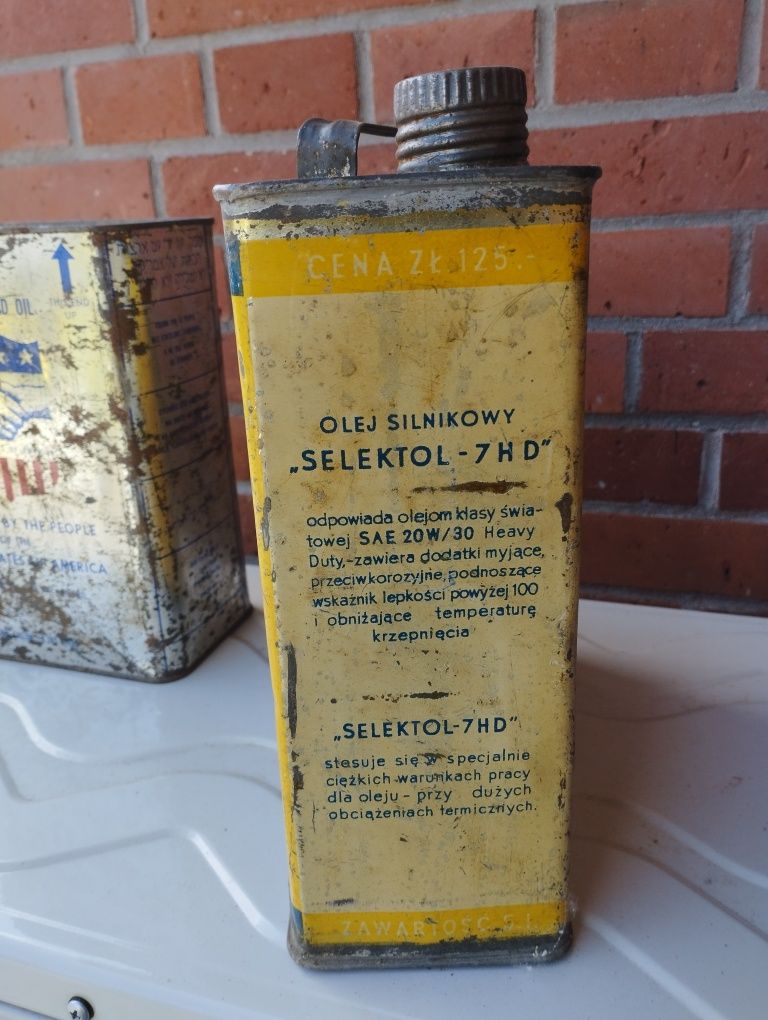 CENA ZŁ 125.-
OLEJ SILNIKOWY
„SELEKTOL-7HD”
odpowiada olejom klasy świa-
towej SAE 20W/30 Heavy
Duty,-zawiera dodatki myjące,
przeciwkorozyjne, podnoszące
wskaźnik lepkości powyżej 100
i obniżające temperaturę
krzepnięcia
„SELEKTOL-7HD”
stosuje się w specjalnie
ciężkich warunkach pracy
dla oleju - przy dużych
obciążeniach termicznych.
ZAWARTOŚĆ 5 L
OIL
THIS END
UP
BY THE PEOPLE
OF THE
AMERICA